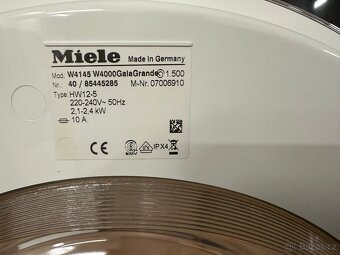 Miele Made in Germany
Mod: W4145 W4000GalaGrande 1.500
Nr.: 40 / 85445285 M-Nr.07006910
Type: HW12-5
220-240V~ 50Hz
2,1-2,4 kW
10 A
CE IPX4